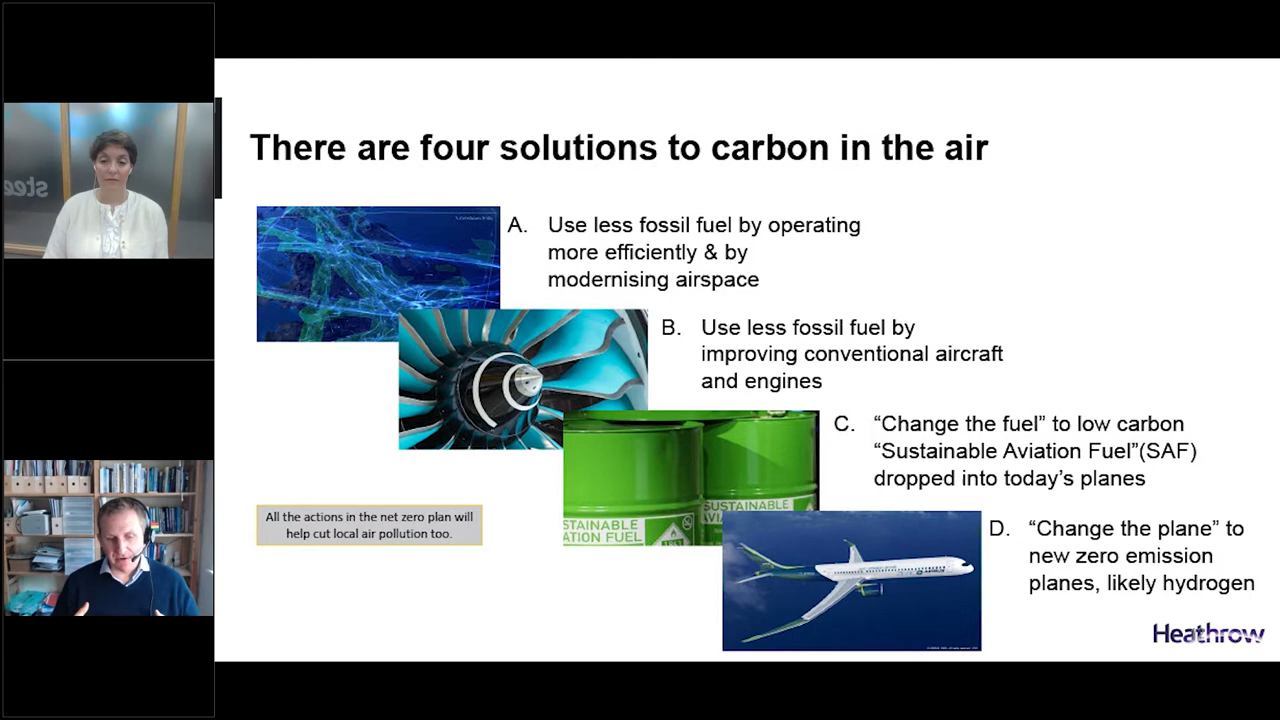 There are four solutions to carbon in the air
A. Use less fossil fuel by operating
more efficiently & by
modernising airspace
B. Use less fossil fuel by
improving conventional aircraft
and engines
C. “Change the fuel” to low carbon
“Sustainable Aviation Fuel”(SAF)
dropped into today’s planes
STAINABLE
ATION FUEL
SUSTAINABLE
All the actions in the net zero plan will
help cut local air pollution too.
D. “Change the plane” to
new zero emission
planes, likely hydrogen
Heathrow